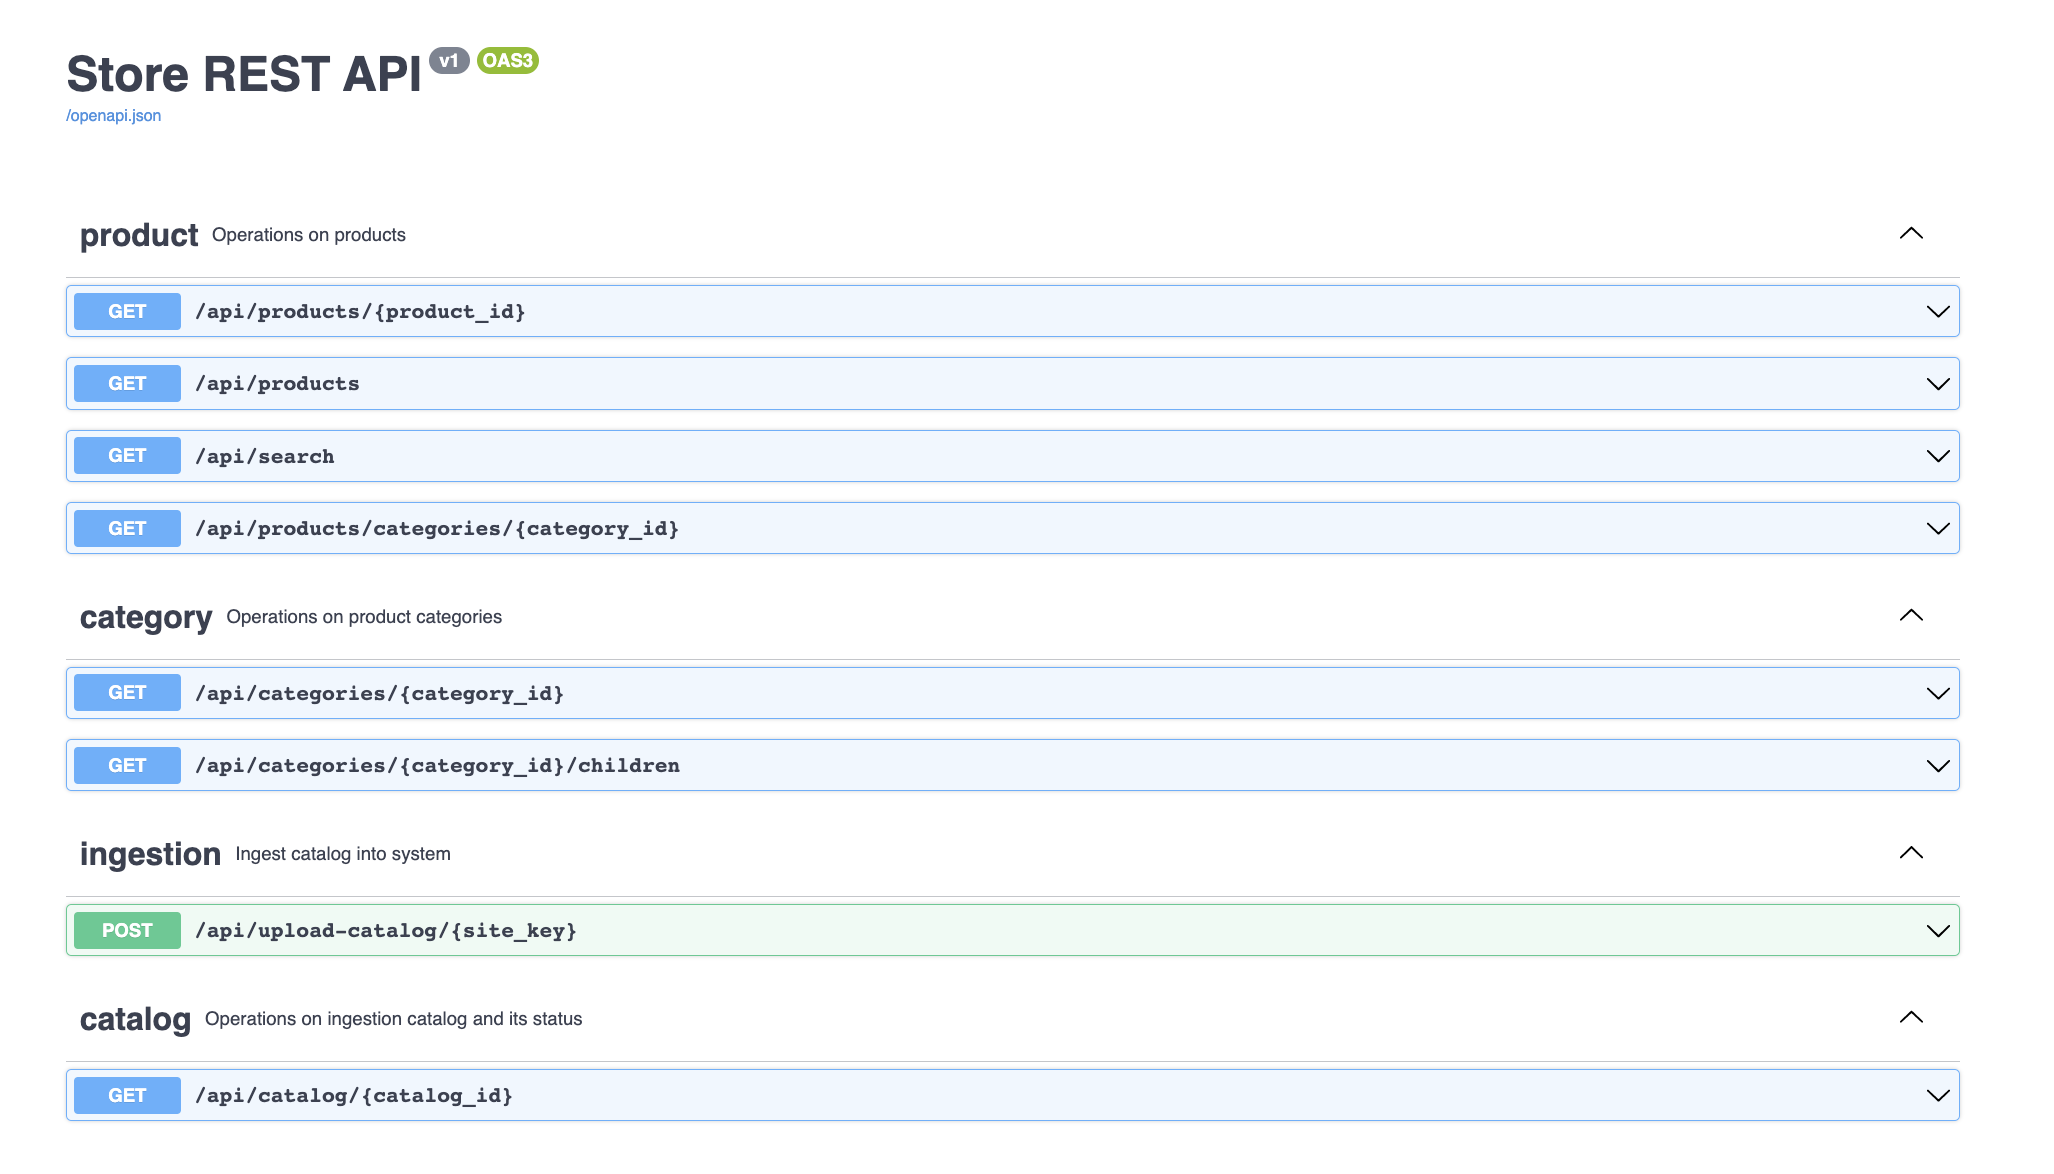 Store REST API v1 OAS3
/openapi.json
product Operations on products
GET /api/products/{product_id}
GET /api/products
GET /api/search
GET /api/products/categories/{category_id}
category Operations on product categories
GET /api/categories/{category_id}
GET /api/categories/{category_id}/children
ingestion Ingest catalog into system
POST /api/upload-catalog/{site_key}
catalog Operations on ingestion catalog and its status
GET /api/catalog/{catalog_id}